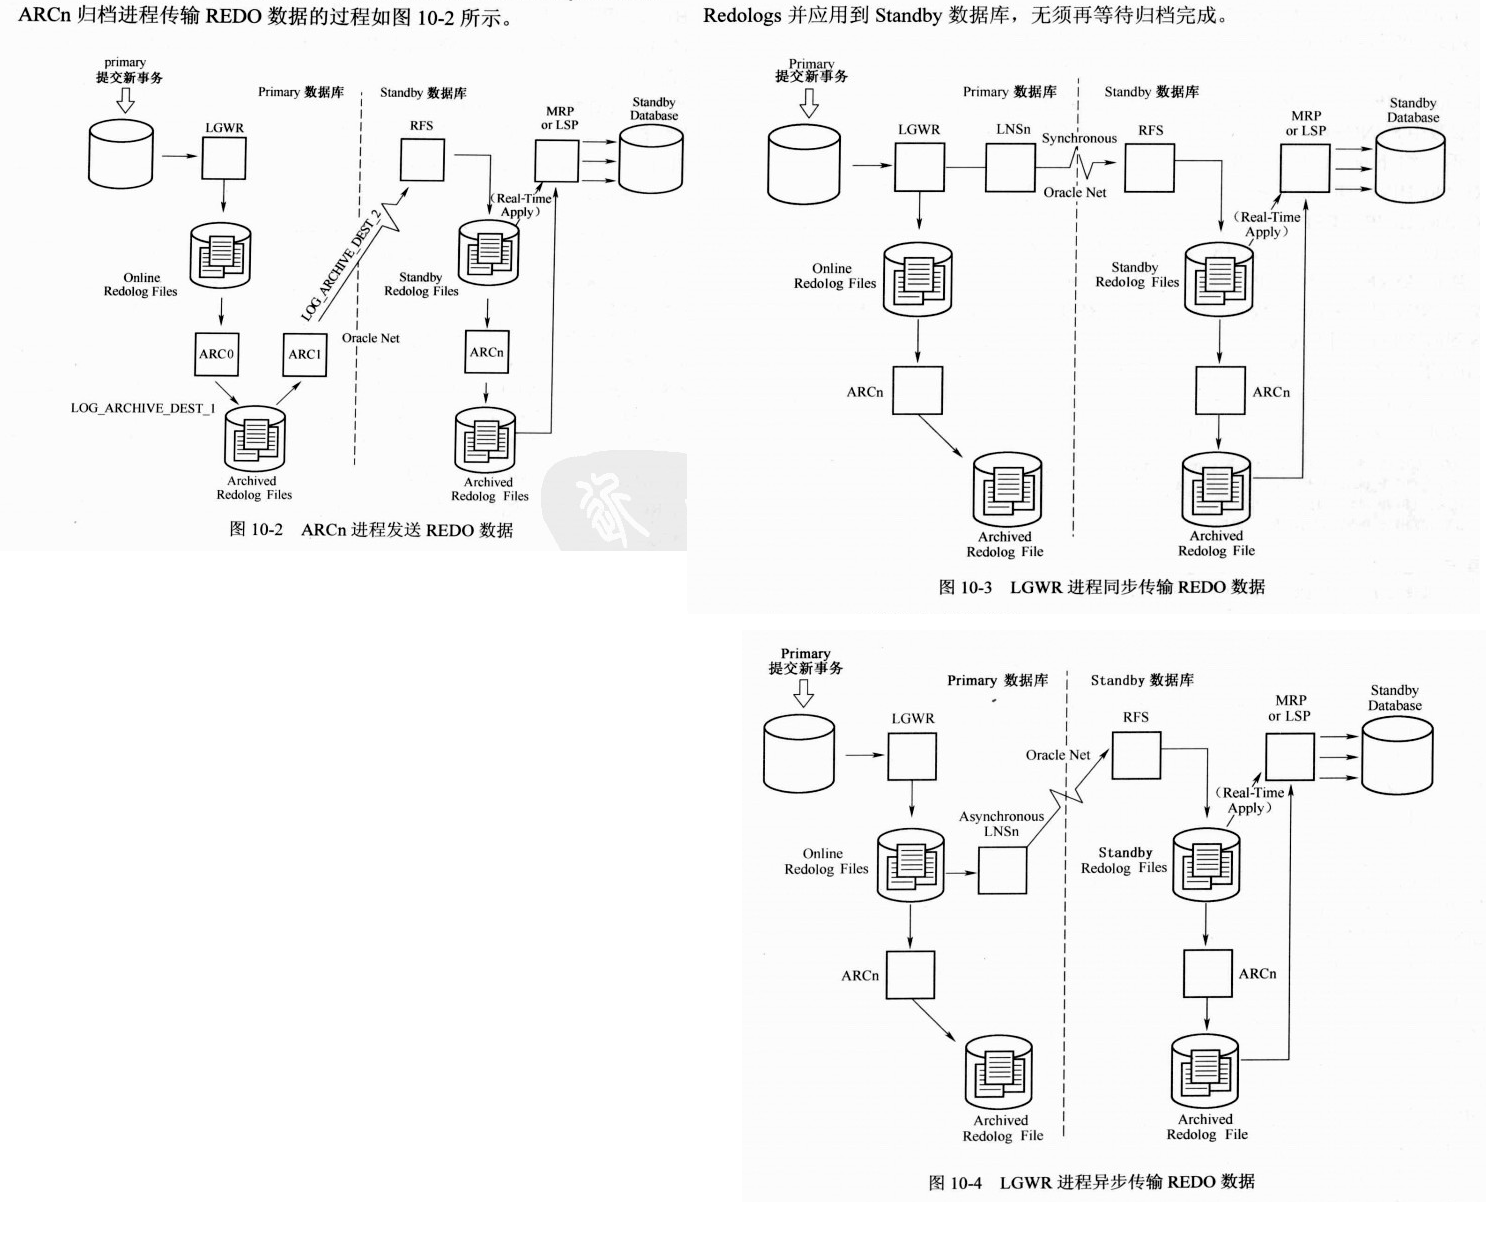 ARCn 归档进程传输 REDO 数据的过程如图 10-2 所示。
primary
提交新事务
Primary 数据库
Standby 数据库
LGWR
RFS
MRP
or LSP
Standby
Database
(Real-Time
Apply)
LOG_ARCHIVE_DEST_2
Online
Redolog Files
Standby
Redolog Files
Oracle Net
ARC0
ARC1
ARCn
LOG_ARCHIVE_DEST_1
Archived
Redolog Files
Archived
Redolog Files
图 10-2 ARCn 进程发送 REDO 数据
Redologs 并应用到 Standby 数据库，无须再等待归档完成。
Primary
提交新事务
Primary 数据库
Standby 数据库
LGWR
LNSn
Synchronous
RFS
MRP
or LSP
Standby
Database
Oracle Net
(Real-Time
Apply)
Online
Redolog Files
Standby
Redolog Files
ARCn
ARCn
Archived
Redolog File
Archived
Redolog File
图 10-3 LGWR 进程同步传输 REDO 数据
Primary
提交新事务
Primary 数据库
Standby 数据库
LGWR
RFS
MRP
or LSP
Standby
Database
Oracle Net
(Real-Time
Apply)
Asynchronous
LNSn
Online
Redolog Files
Standby
Redolog Files
ARCn
ARCn
Archived
Redolog File
Archived
Redolog File
图 10-4 LGWR 进程异步传输 REDO 数据